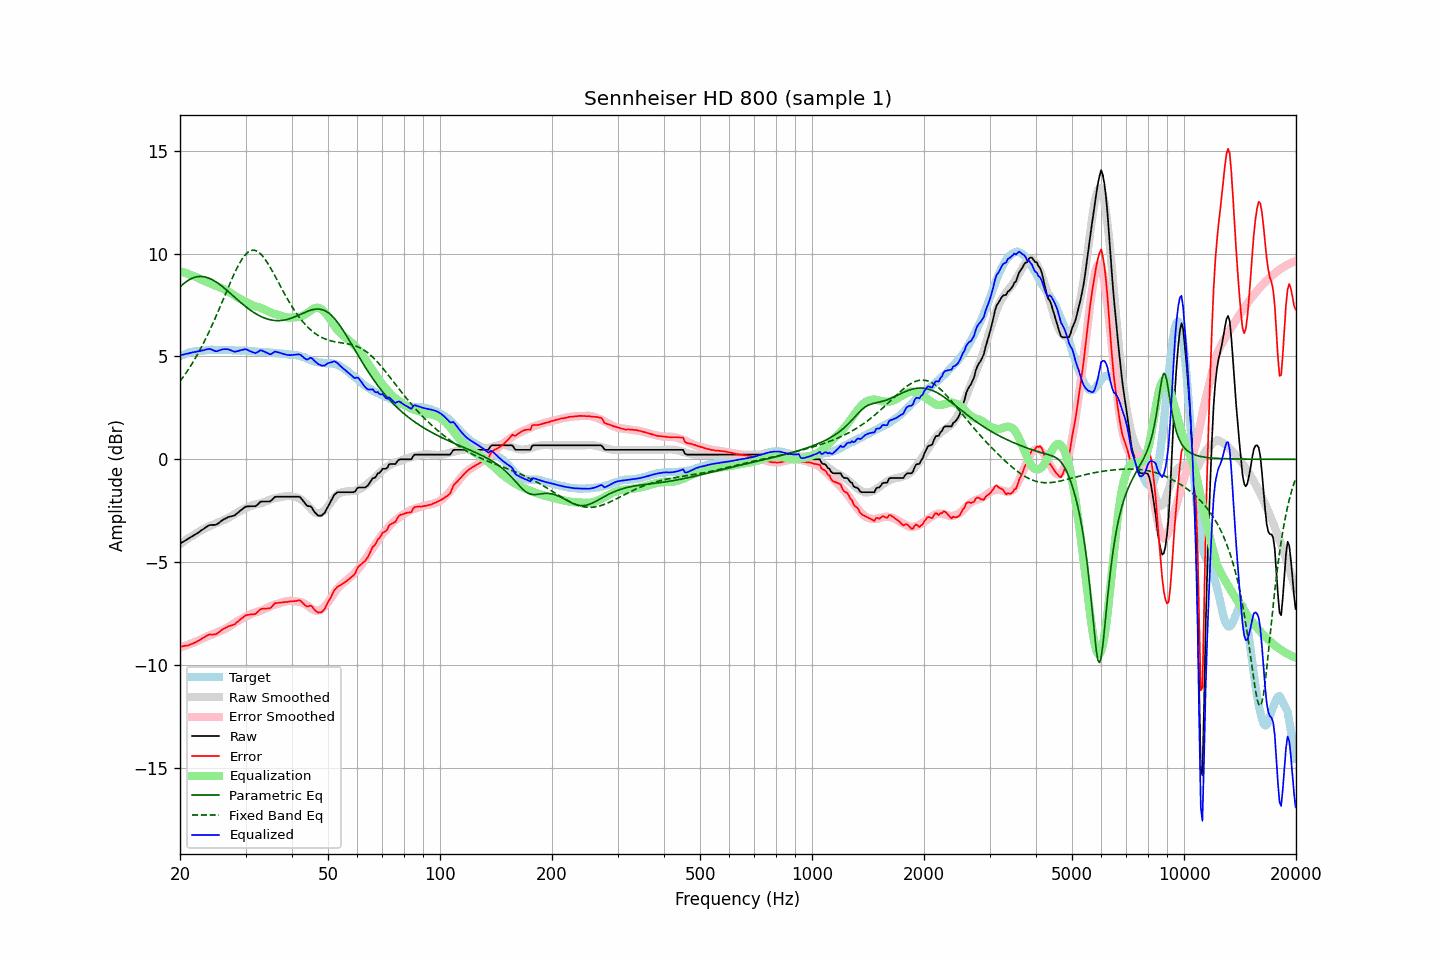 Sennheiser HD 800 (sample 1)
Amplitude (dBr)
15
10
5
0
−5
−10
−15
Target
Raw Smoothed
Error Smoothed
Raw
Error
Equalization
Parametric Eq
Fixed Band Eq
Equalized
20 50 100 200 500 1000 2000 5000 10000 20000
Frequency (Hz)